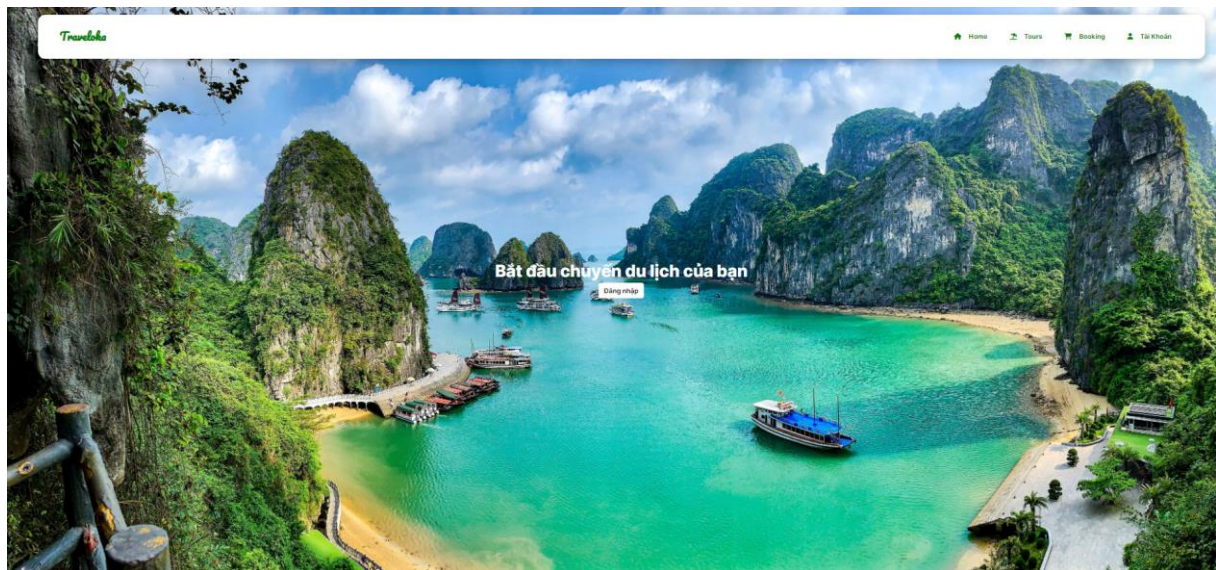 Traveloka
Home
Tours
Booking
Tài Khoản
Bắt đầu chuyến du lịch của bạn
Đăng nhập